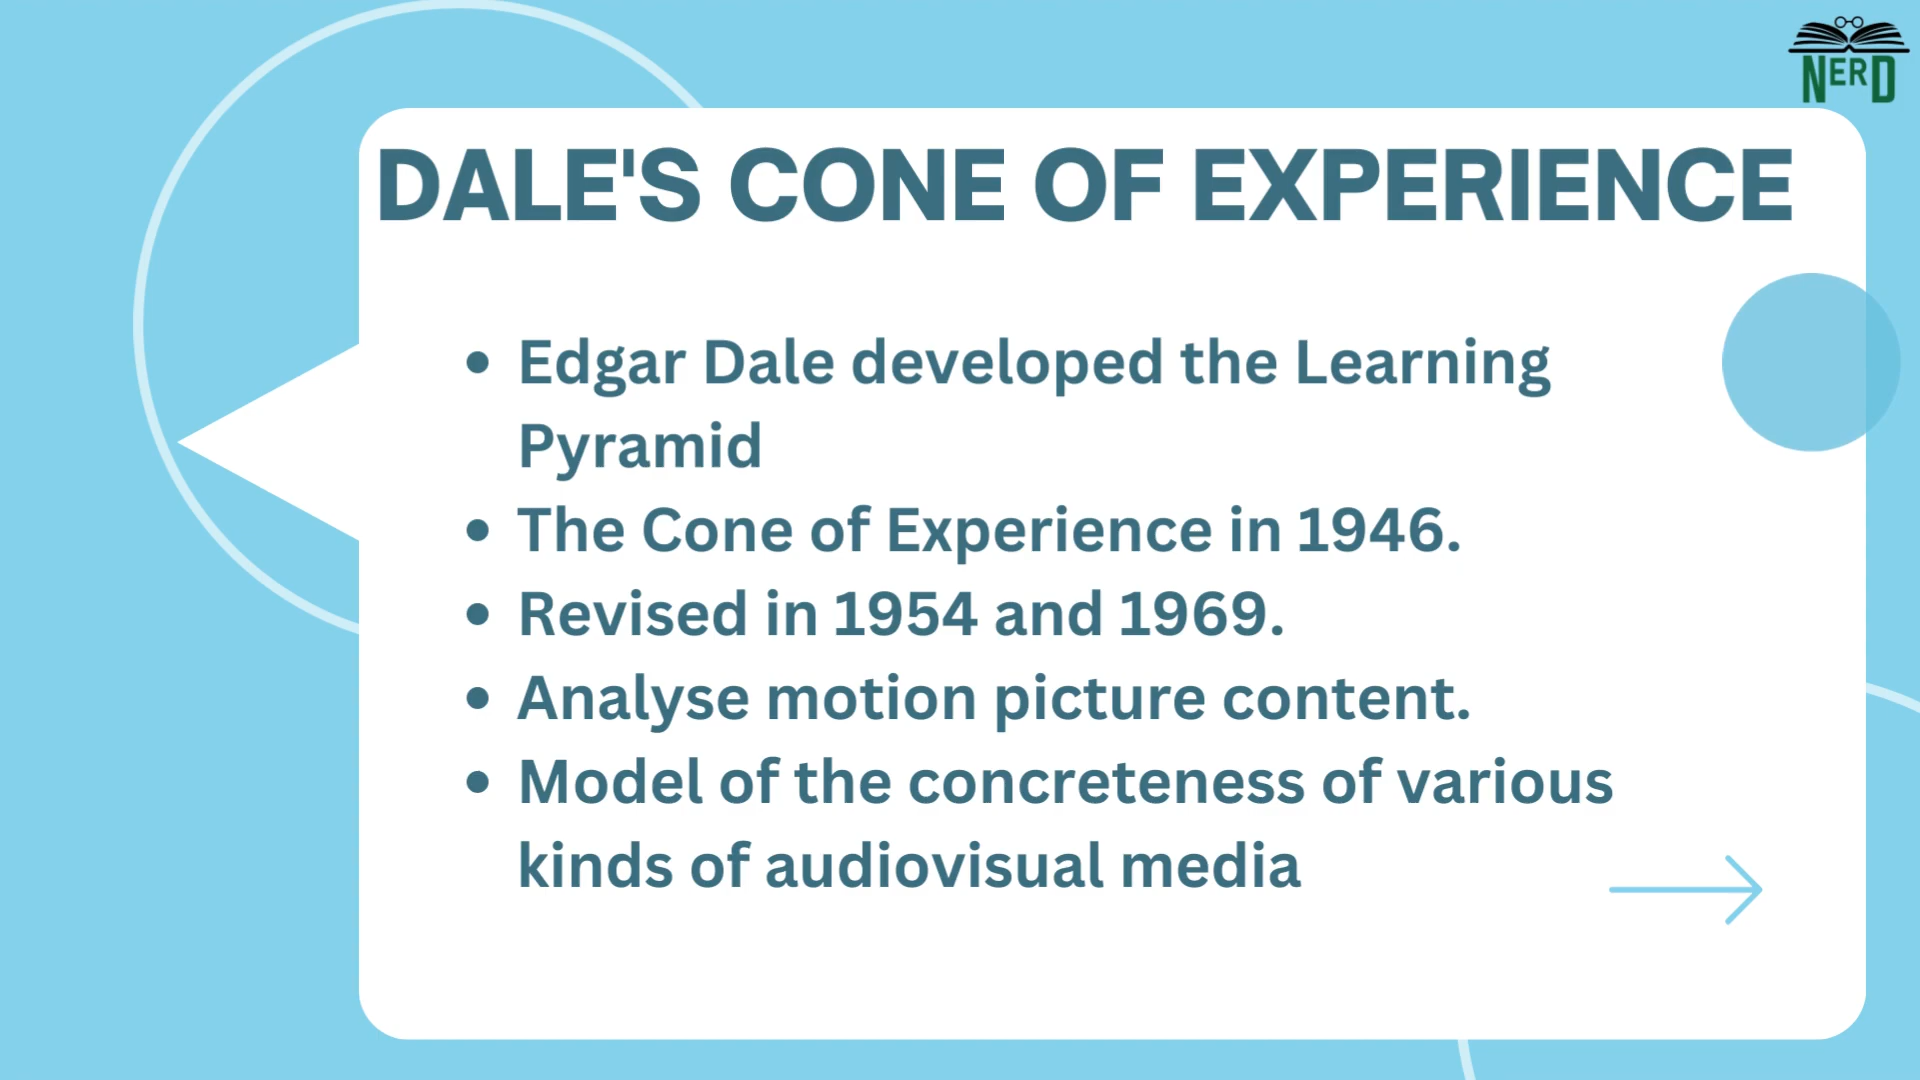 NERD
DALE'S CONE OF EXPERIENCE
• Edgar Dale developed the Learning
Pyramid
• The Cone of Experience in 1946.
• Revised in 1954 and 1969.
• Analyse motion picture content.
• Model of the concreteness of various
kinds of audiovisual media